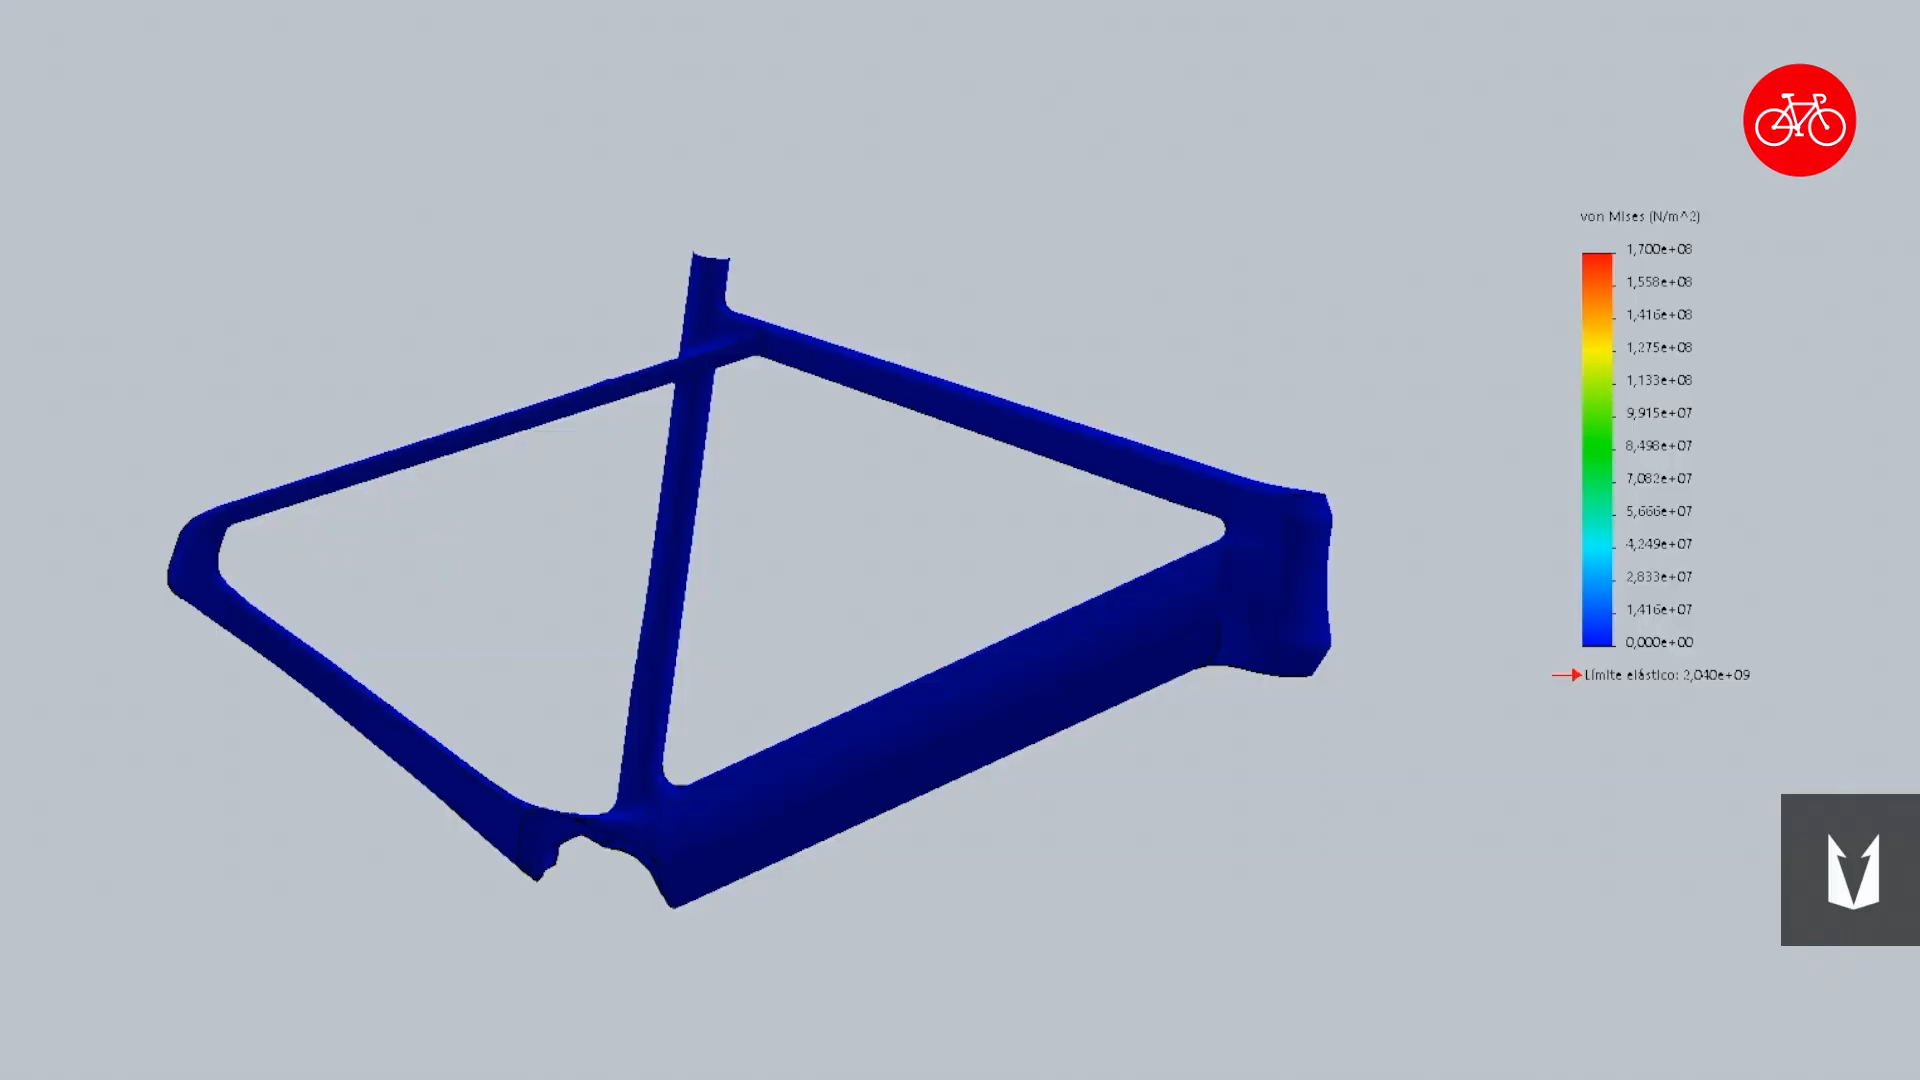 von Mises (N/m^2)
1,700e+08
1,558e+08
1,416e+08
1,275e+08
1,133e+08
9,915e+07
8,498e+07
7,082e+07
5,666e+07
4,249e+07
2,833e+07
1,416e+07
0,000e+00
Límite elástico: 2,040e+09